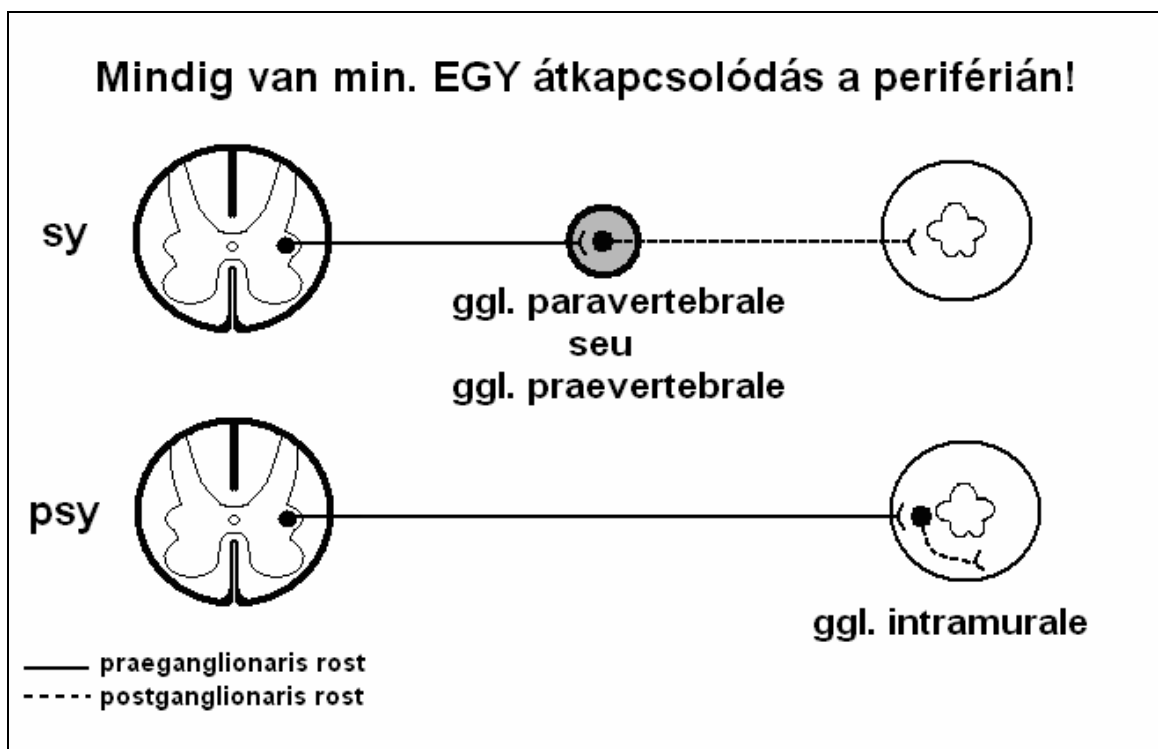 Mindig van min. EGY átkapcsolódás a periférián!
sy
ggl. paravertebrale
seu
ggl. praevertebrale
psy
ggl. intramurale
praeganglionaris rost
postganglionaris rost